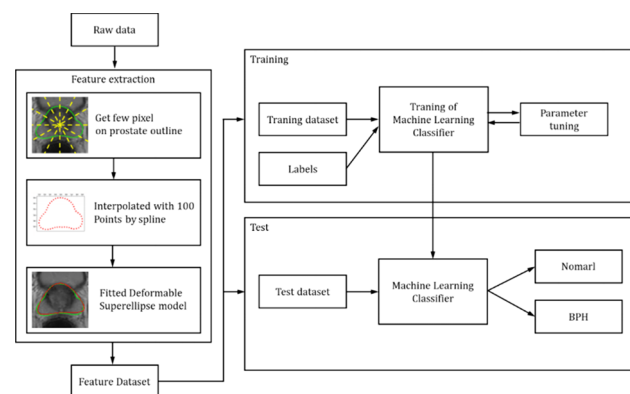 Raw data
Feature extraction
Get few pixel
on prostate outline
Interpolated with 100
Points by spline
Fitted Deformable
Superellipse model
Feature Dataset
Training
Traning dataset
Labels
Traning of
Machine Learning
Classifier
Parameter
tuning
Test
Test dataset
Machine Learning
Classifier
Nomarl
BPH